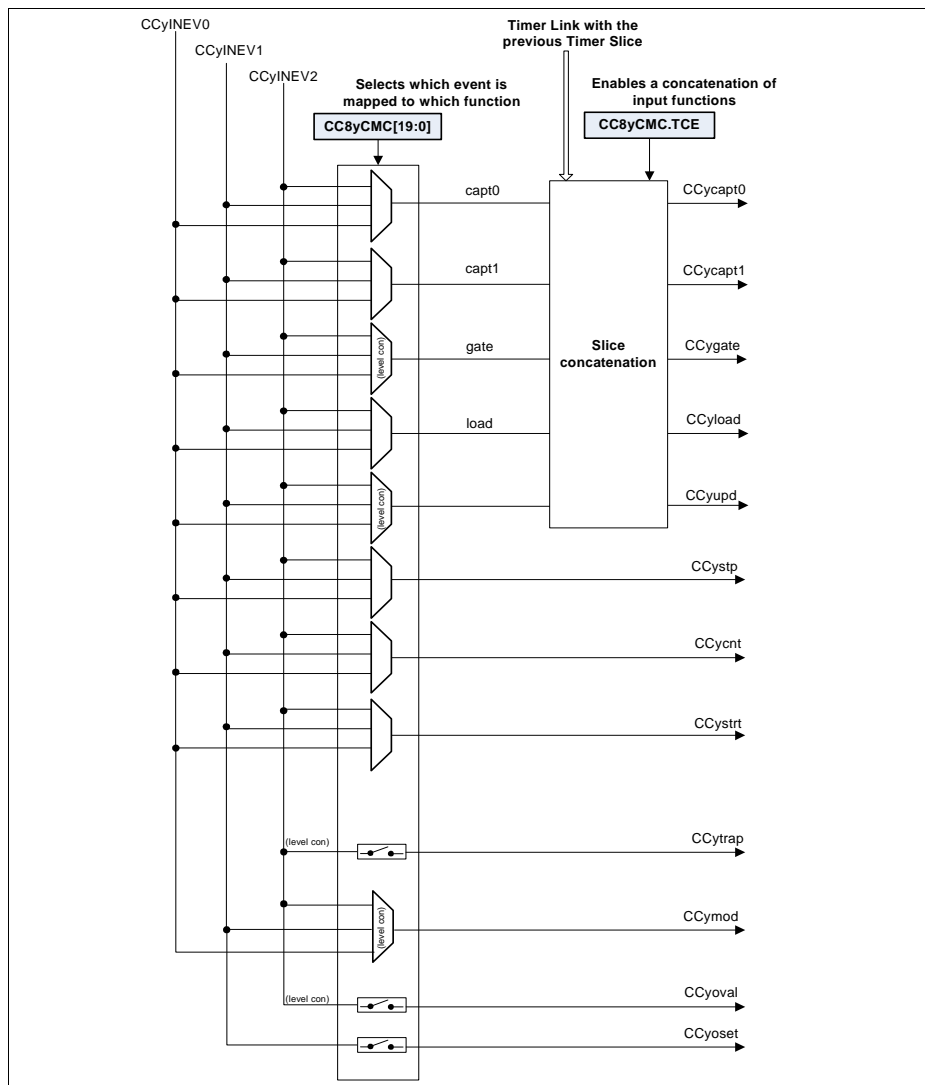 CCyINEV0
CCyINEV1
CCyINEV2
Timer Link with the
previous Timer Slice
Selects which event is
mapped to which function
CC8yCMC[19:0]
Enables a concatenation of
input functions
CC8yCMC.TCE
capt0
CCycapt0
capt1
CCycapt1
(level con)
gate
Slice
concatenation
CCygate
load
CCyload
(level con)
CCyupd
CCystp
CCycnt
CCystrt
(level con)
CCytrap
(level con)
CCymod
(level con)
CCyoval
CCyoset